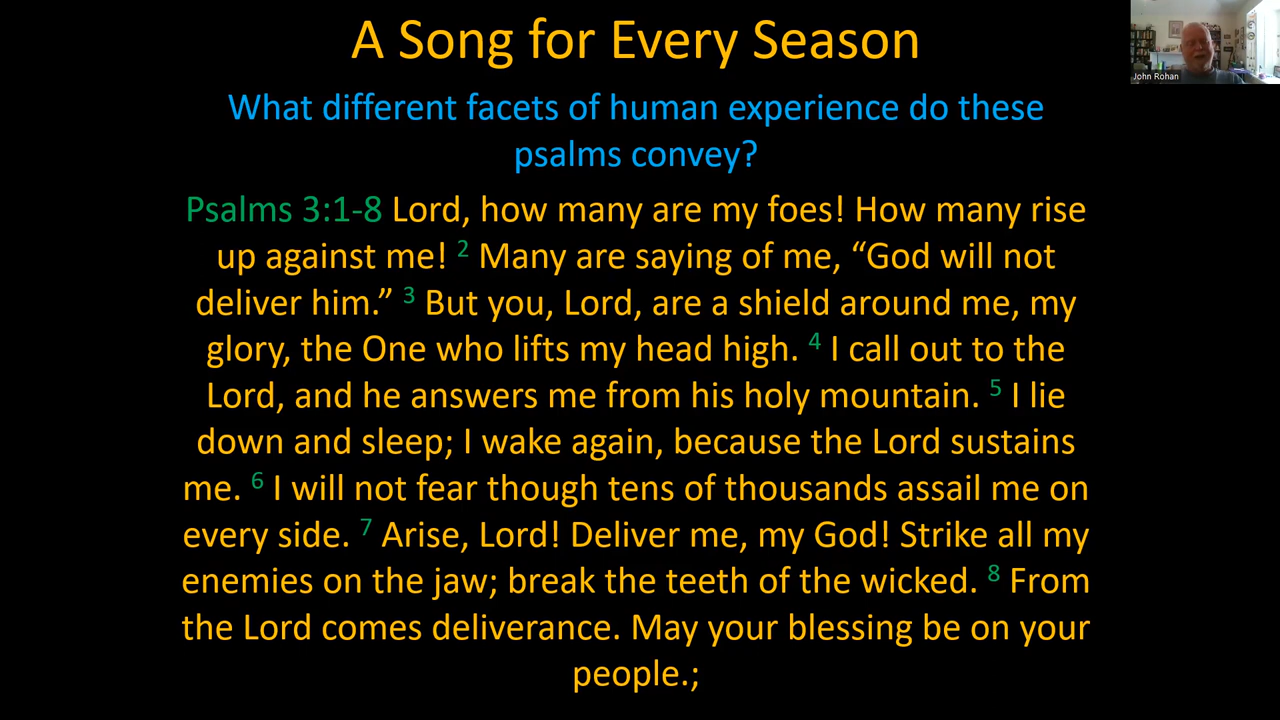 A Song for Every Season
John Rohan
What different facets of human experience do these
psalms convey?
Psalms 3:1-8 Lord, how many are my foes! How many rise
up against me! 2 Many are saying of me, “God will not
deliver him.” 3 But you, Lord, are a shield around me, my
glory, the One who lifts my head high. 4 I call out to the
Lord, and he answers me from his holy mountain. 5 I lie
down and sleep; I wake again, because the Lord sustains
me. 6 I will not fear though tens of thousands assail me on
every side. 7 Arise, Lord! Deliver me, my God! Strike all my
enemies on the jaw; break the teeth of the wicked. 8 From
the Lord comes deliverance. May your blessing be on your
people.;